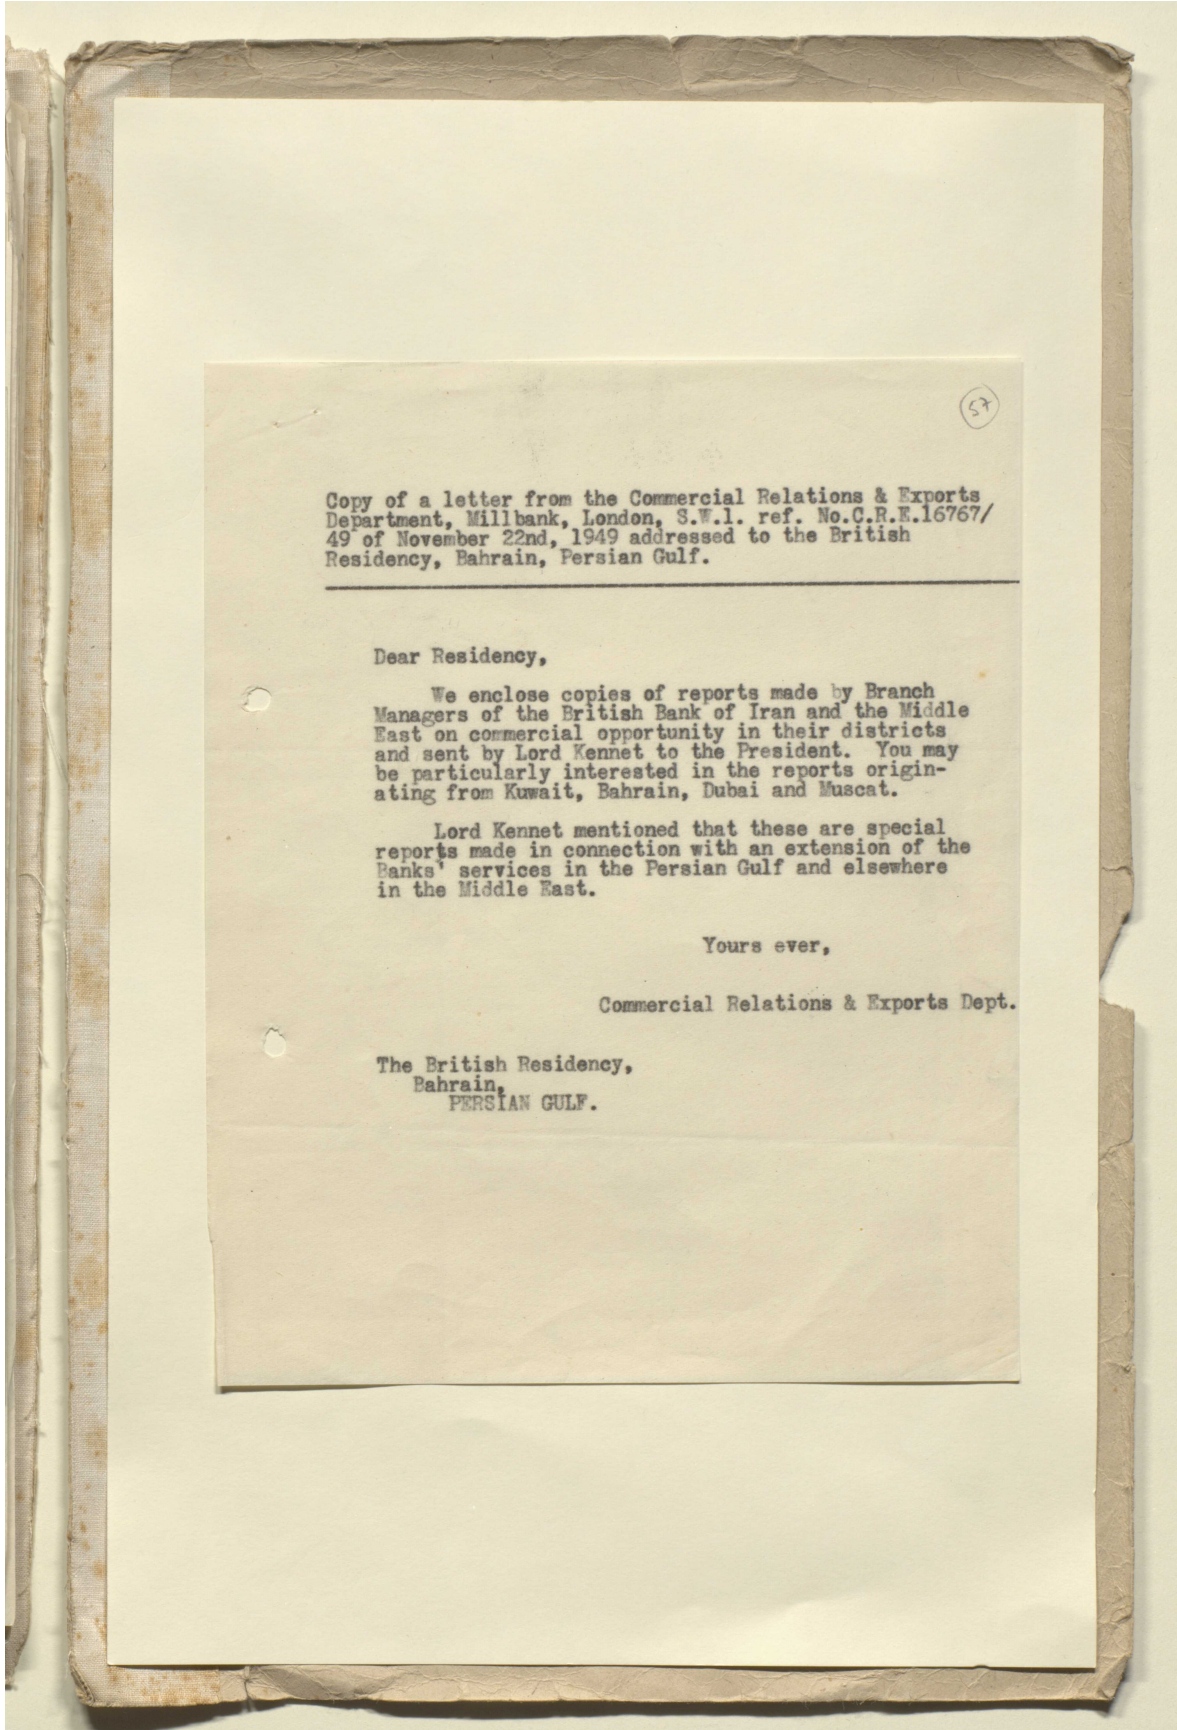 57
Copy of a letter from the Commercial Relations & Exports
Department, Millbank, London, S.W.1. ref. No.C.R.E.16767/
49 of November 22nd, 1949 addressed to the British
Residency, Bahrain, Persian Gulf.
Dear Residency,
We enclose copies of reports made by Branch
Managers of the British Bank of Iran and the Middle
East on commercial opportunity in their districts
and sent by Lord Kennet to the President. You may
be particularly interested in the reports origin-
ating from Kuwait, Bahrain, Dubai and Muscat.
Lord Kennet mentioned that these are special
reports made in connection with an extension of the
Banks' services in the Persian Gulf and elsewhere
in the Middle East.
Yours ever,
Commercial Relations & Exports Dept.
The British Residency,
Bahrain,
PERSIAN GULF.